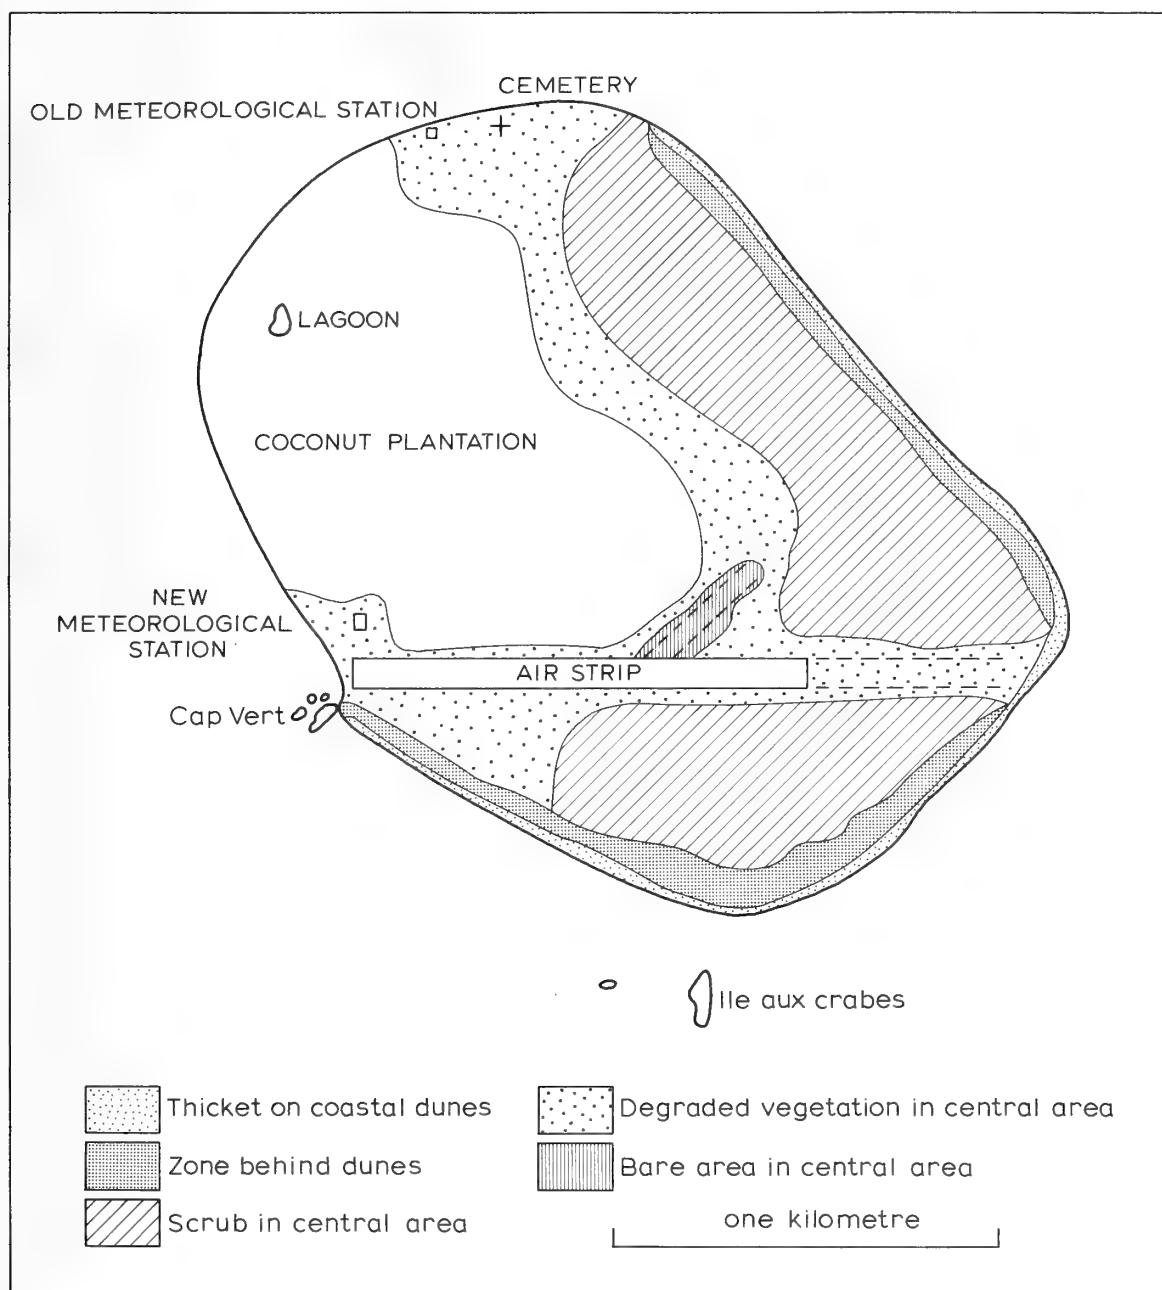 CEMETERY
OLD METEOROLOGICAL STATION
LAGOON
COCONUT PLANTATION
NEW
METEOROLOGICAL
STATION
AIR STRIP
Cap Vert
Ile aux crabes
Thicket on coastal dunes
Degraded vegetation in central area
Zone behind dunes
Bare area in central area
Scrub in central area
one kilometre